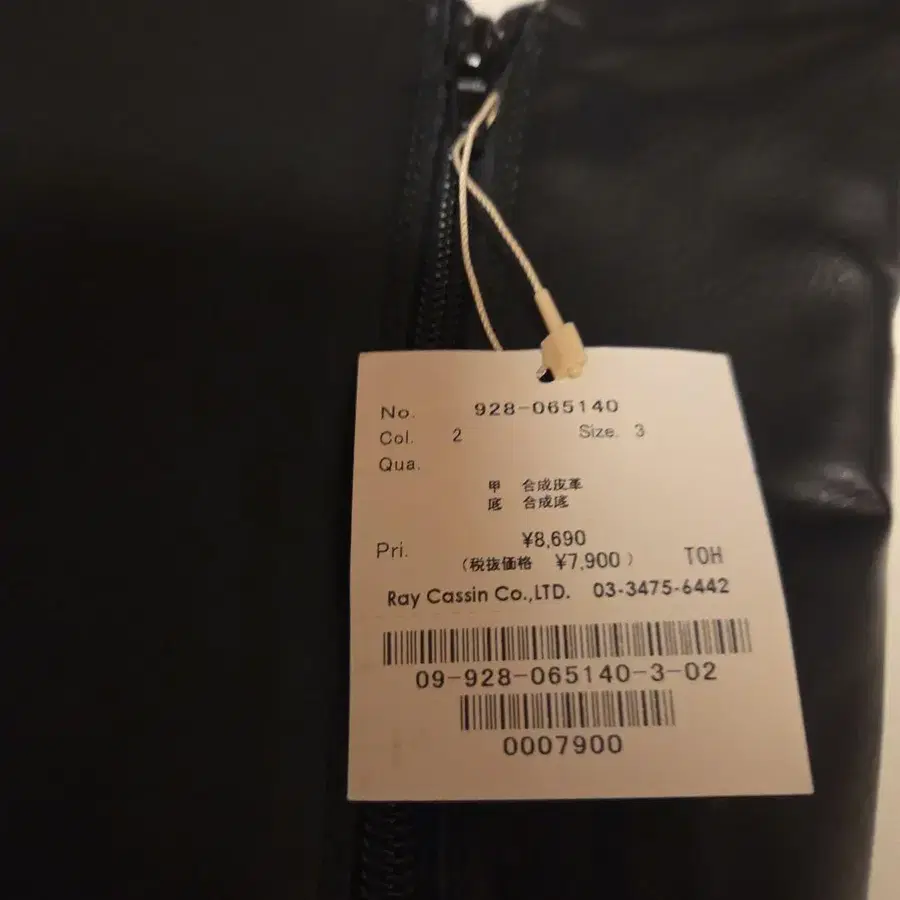 No. 928-065140
Col. 2 Size. 3
Qua.
甲 合成皮革
底 合成底
Pri. ¥8,690
(税抜価格 ¥7,900) TOH
Ray Cassin Co.,LTD. 03-3475-6442
09-928-065140-3-02
0007900